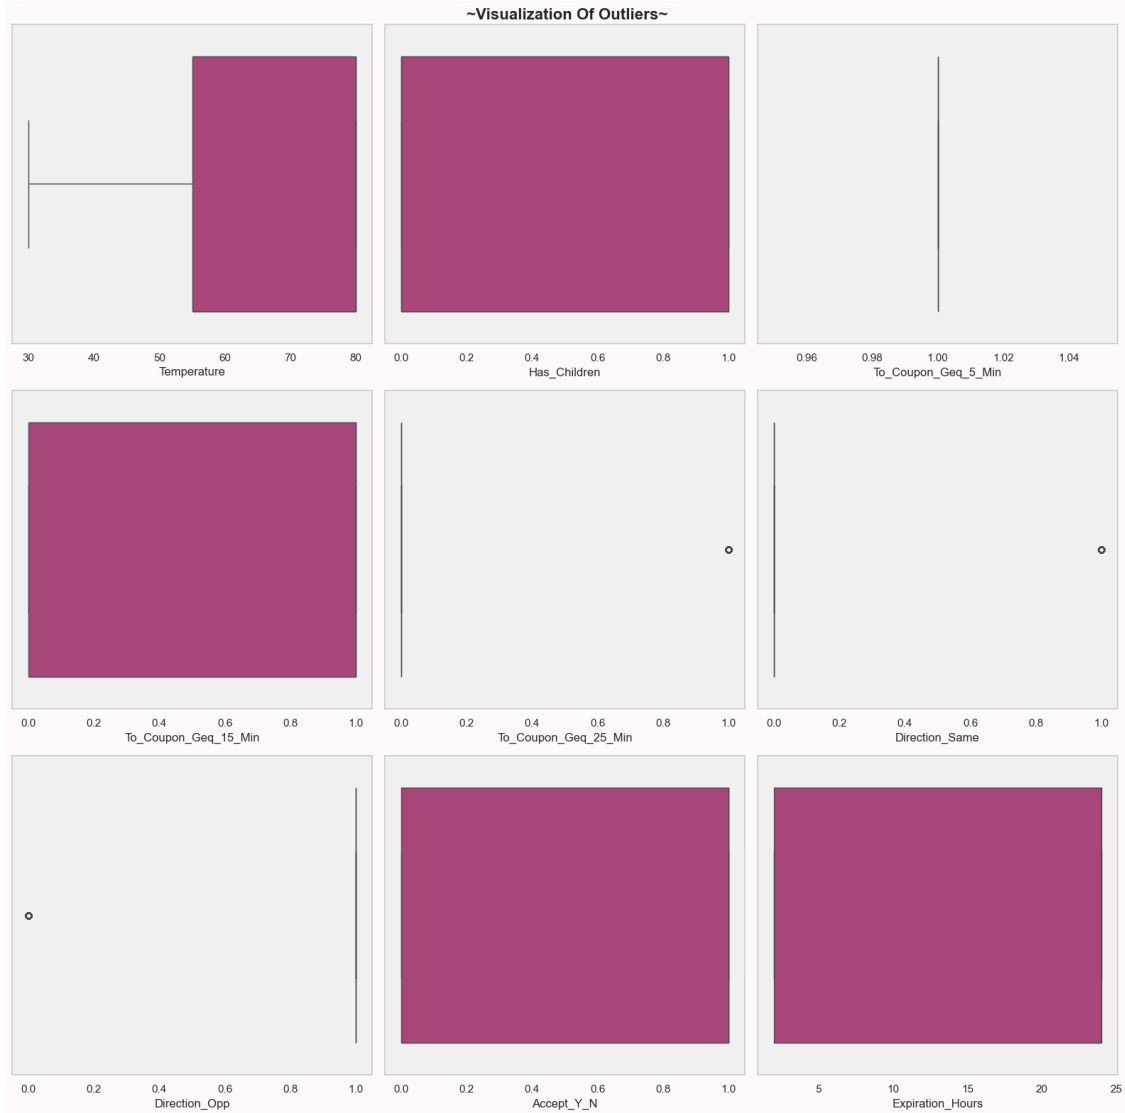 ~Visualization Of Outliers~
30 40 50 60 70 80
Temperature
0.0 0.2 0.4 0.6 0.8 1.0
Has_Children
0.96 0.98 1.00 1.02 1.04
To_Coupon_Geq_5_Min
0.0 0.2 0.4 0.6 0.8 1.0
To_Coupon_Geq_15_Min
0.0 0.2 0.4 0.6 0.8 1.0
To_Coupon_Geq_25_Min
0.0 0.2 0.4 0.6 0.8 1.0
Direction_Same
0.0 0.2 0.4 0.6 0.8 1.0
Direction_Opp
0.0 0.2 0.4 0.6 0.8 1.0
Accept_Y_N
5 10 15 20 25
Expiration_Hours